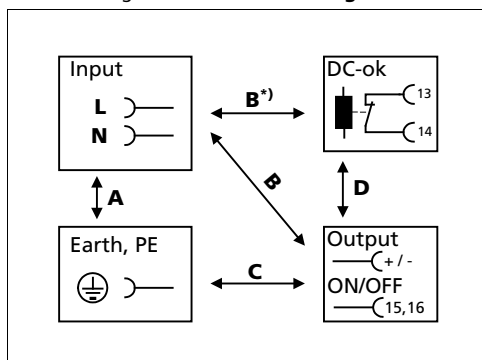 Input
L
N
B*)
DC-ok
13
14
A
B
D
Earth, PE
C
Output
+ / -
ON/OFF
15,16